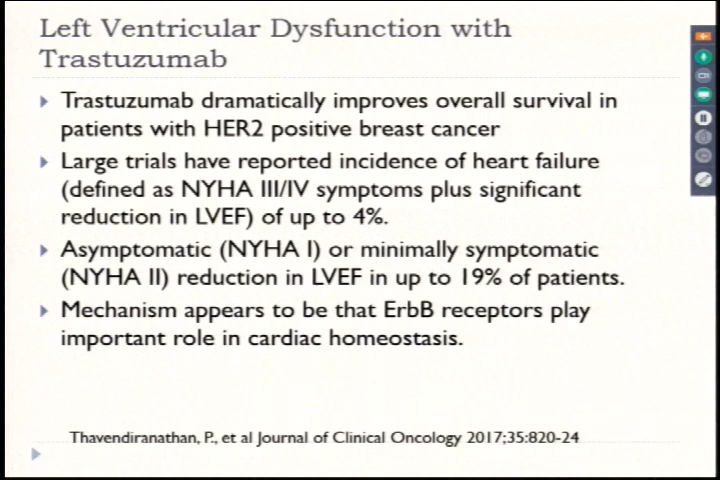 Left Ventricular Dysfunction with
Trastuzumab
Trastuzumab dramatically improves overall survival in
patients with HER2 positive breast cancer
Large trials have reported incidence of heart failure
(defined as NYHA III/IV symptoms plus significant
reduction in LVEF) of up to 4%.
Asymptomatic (NYHA I) or minimally symptomatic
(NYHA II) reduction in LVEF in up to 19% of patients.
Mechanism appears to be that ErbB receptors play
important role in cardiac homeostasis.
Thavendiranathan, P., et al Journal of Clinical Oncology 2017;35:820-24